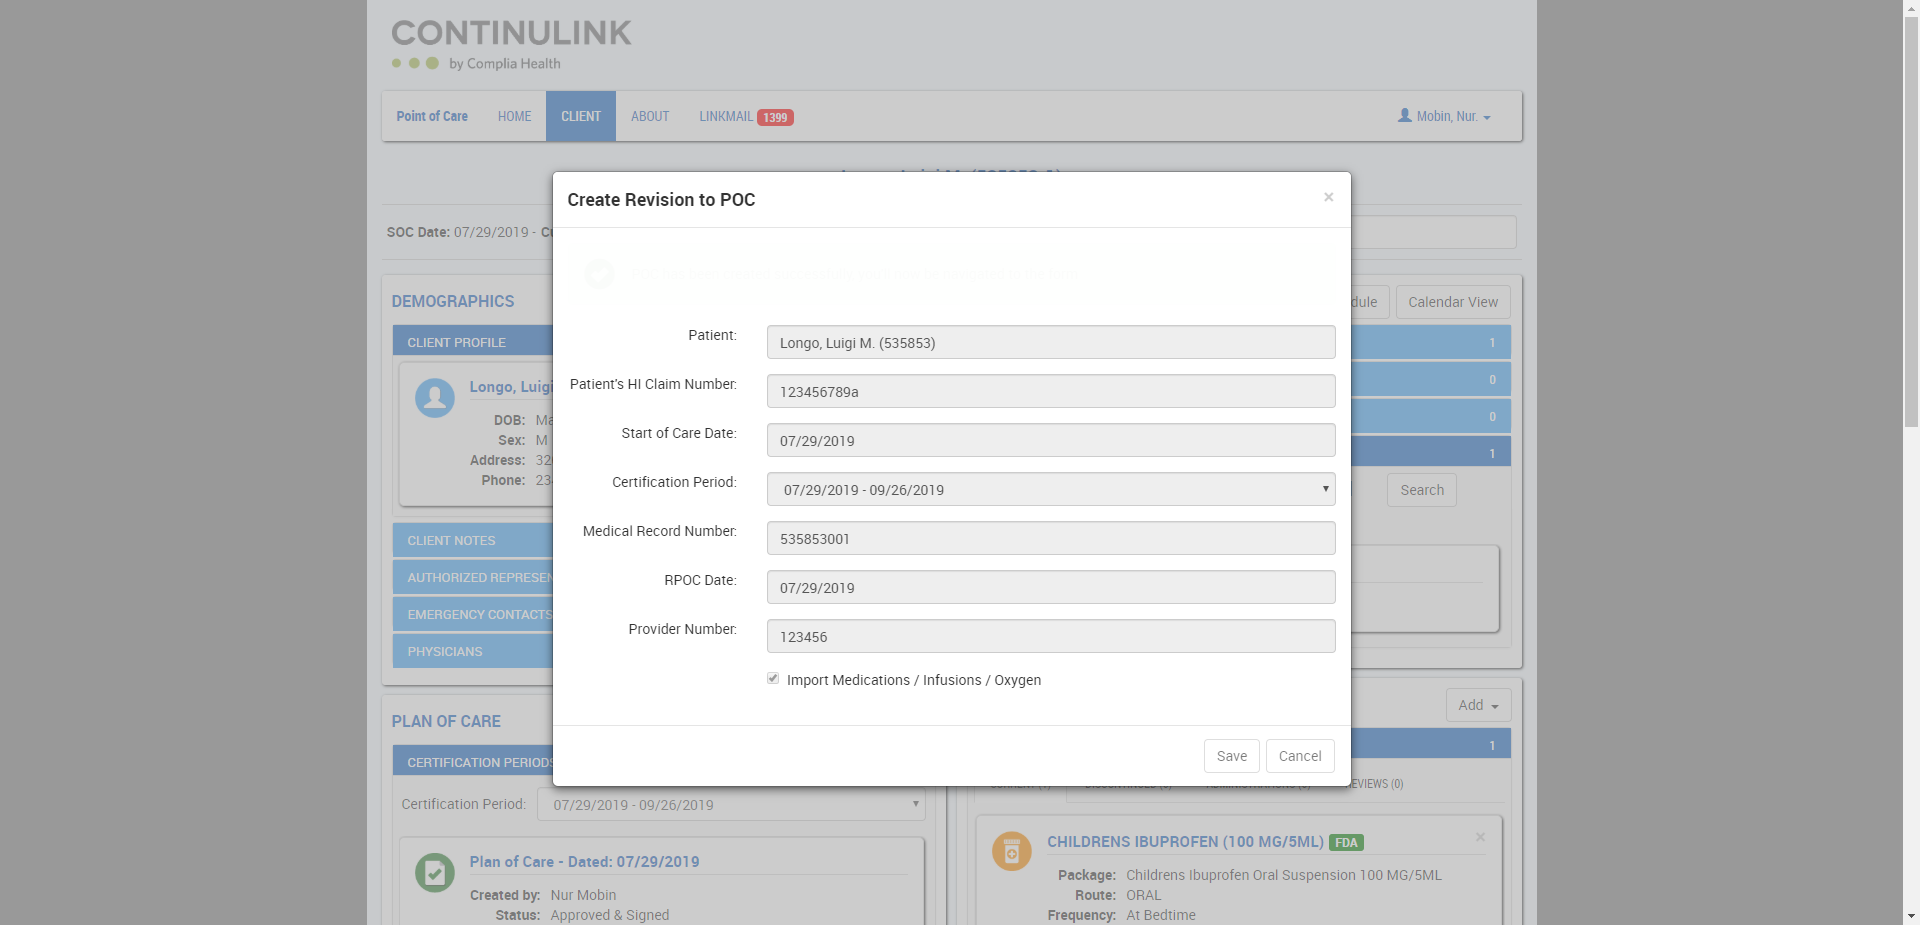 CONTINULINK
by Complia Health
Point of Care HOME CLIENT ABOUT LINKMAIL 1399 Mobin, Nur.
Create Revision to POC ×
SOC Date: 07/29/2019 -
DEMOGRAPHICS
Calendar View
CLIENT PROFILE 1
0
0
1
Longo, Luigi
DOB:
Sex: M
Address:
Phone:
Search
CLIENT NOTES
AUTHORIZED REPRESEN
EMERGENCY CONTACTS
PHYSICIANS
Patient: Longo, Luigi M. (535853)
Patient's HI Claim Number: 123456789a
Start of Care Date: 07/29/2019
Certification Period: 07/29/2019 - 09/26/2019
Medical Record Number: 535853001
RPOC Date: 07/29/2019
Provider Number: 123456
Import Medications / Infusions / Oxygen
Save Cancel
PLAN OF CARE
Add
CERTIFICATION PERIODS 1
Certification Period: 07/29/2019 - 09/26/2019
EVIEWS (0)
Plan of Care - Dated: 07/29/2019
Created by: Nur Mobin
Status: Approved & Signed
CHILDRENS IBUPROFEN (100 MG/5ML) FDA ×
Package: Childrens Ibuprofen Oral Suspension 100 MG/5ML
Route: ORAL
Frequency: At Bedtime